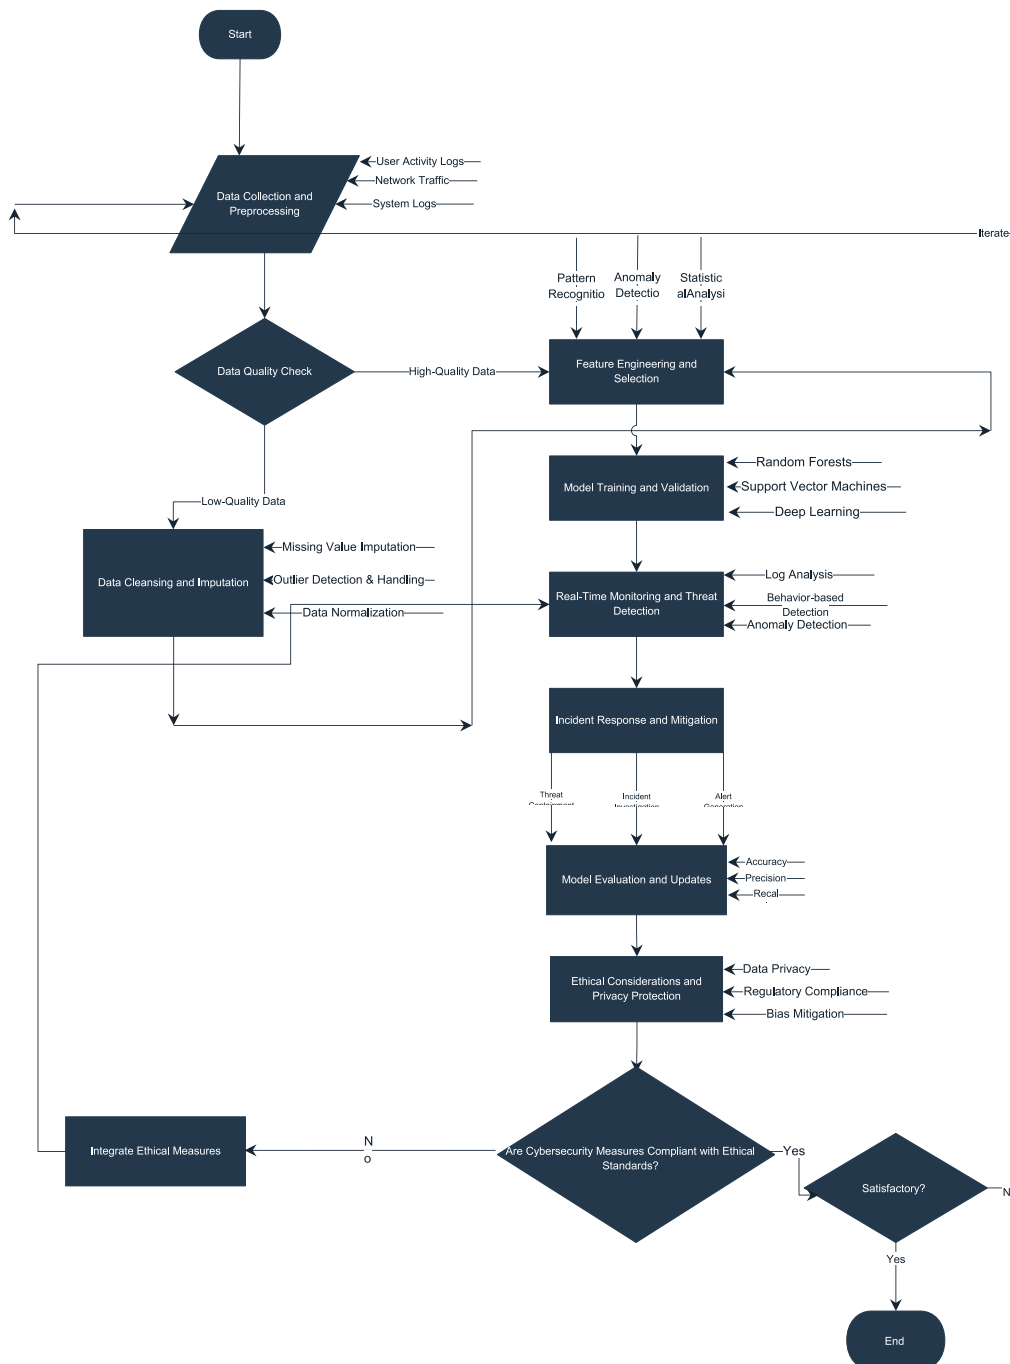 Start
User Activity Logs
Network Traffic
Data Collection and
Preprocessing
System Logs
Iterate
Pattern
Recognitio
Anomaly
Detectio
Statistic
alAnalysi
Data Quality Check
High-Quality Data
Feature Engineering and
Selection
Random Forests
Model Training and Validation
Support Vector Machines
Deep Learning
Low-Quality Data
Missing Value Imputation
Data Cleansing and Imputation
Outlier Detection & Handling
Data Normalization
Log Analysis
Real-Time Monitoring and Threat
Detection
Behavior-based
Detection
Anomaly Detection
Incident Response and Mitigation
Threat
Incident
Alert
Accuracy
Model Evaluation and Updates
Precision
Recal
Data Privacy
Ethical Considerations and
Privacy Protection
Regulatory Compliance
Bias Mitigation
Integrate Ethical Measures
N
o
Are Cybersecurity Measures Compliant with Ethical
Standards?
Yes
Satisfactory?
N
Yes
End